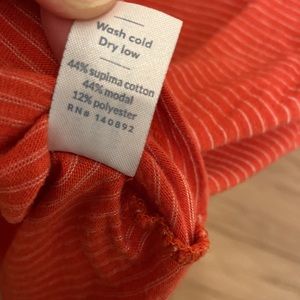 Wash cold
Dry low
44% supima cotton
44% modal
12% polyester
RN# 140892